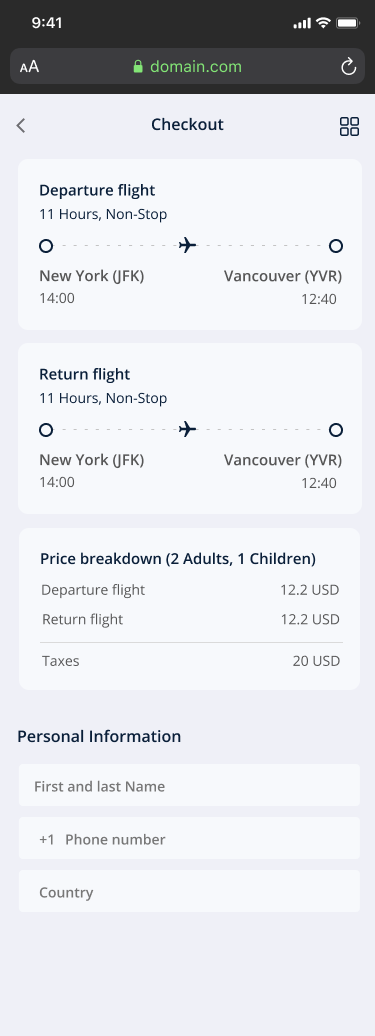 9:41
AA
domain.com
Checkout
Departure flight
11 Hours, Non-Stop
New York (JFK) Vancouver (YVR)
14:00 12:40
Return flight
11 Hours, Non-Stop
New York (JFK) Vancouver (YVR)
14:00 12:40
Price breakdown (2 Adults, 1 Children)
Departure flight 12.2 USD
Return flight 12.2 USD
Taxes 20 USD
Personal Information
First and last Name
+1 Phone number
Country